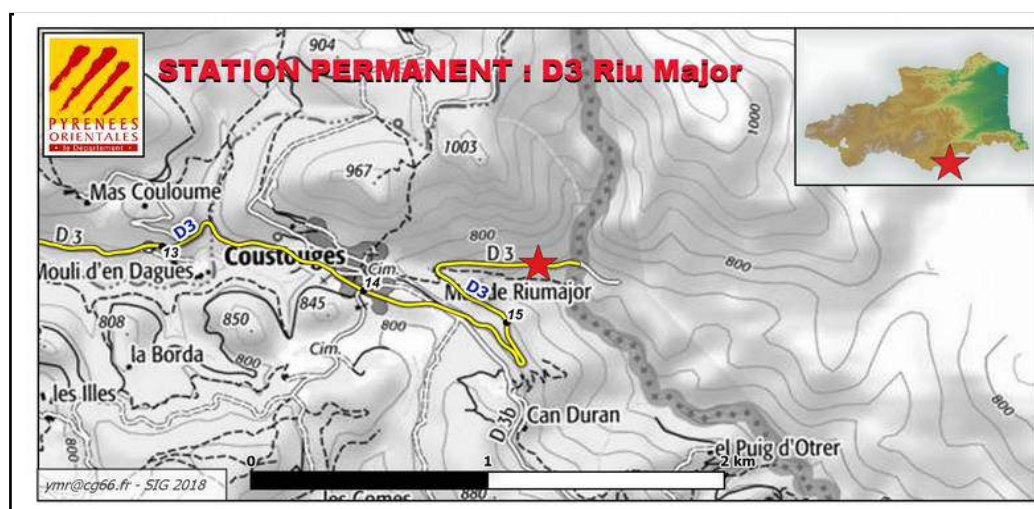 STATION PERMANENT : D3 Riu Major
PYRENEES
ORIENTALES
le Département
904
1003
967
1000
Mas Couloume
D 3
D3
13
Mouli d'en Dagues
Coustouges
Cim.
14
800
D 3
D3
Mas de Riumajor
15
800
808
850
845
800
800
Cim.
la Borda
les Illes
800
D 3b
Can Duran
el Puig d'Otrer
800
0
1
2 km
ymr@cg66.fr - SIG 2018
les Comes
880